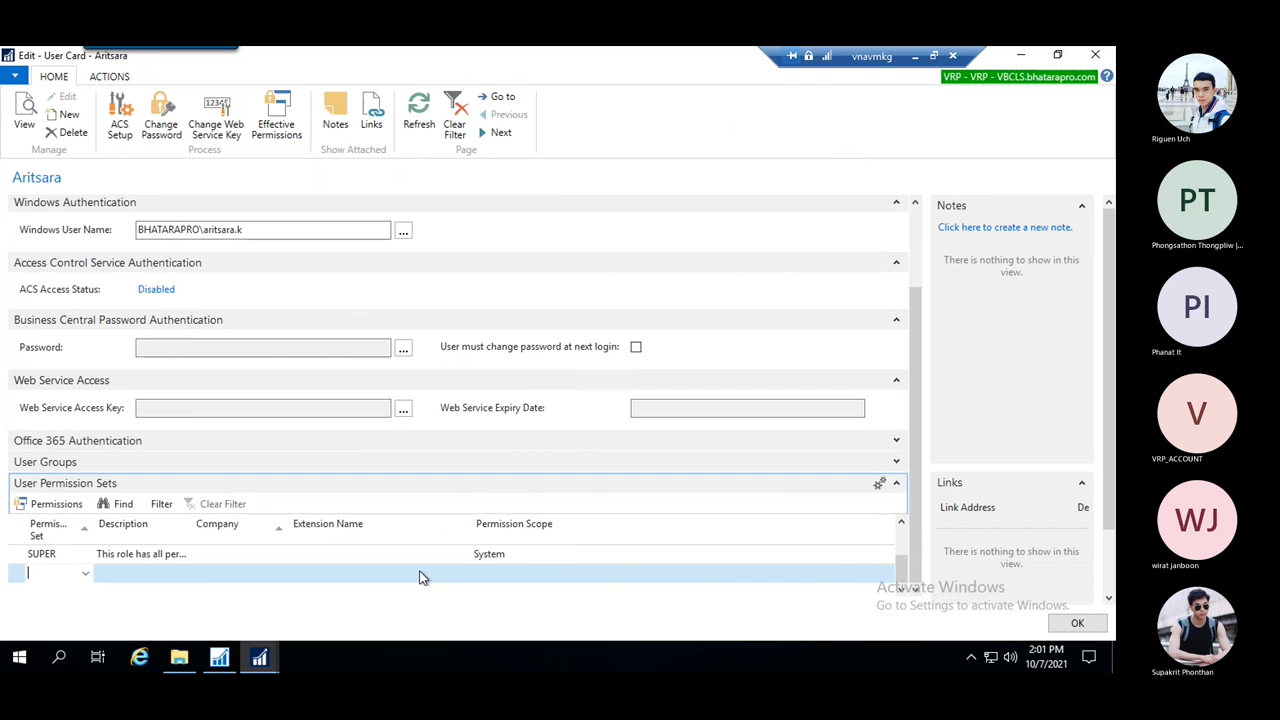 Edit - User Card - Aritsara
vnavmkg
HOME
ACTIONS
VRP - VRP - VBCLS.bhatarapro.com
View
Edit
New
Delete
Manage
ACS Setup
Change Password
Change Web Service Key
Effective Permissions
Process
Notes
Links
Show Attached
Refresh
Clear Filter
Go to
Previous
Next
Page
Aritsara
Windows Authentication
Windows User Name: BHATARAPRO\aritsara.k ...
Access Control Service Authentication
ACS Access Status: Disabled
Business Central Password Authentication
Password: ... User must change password at next login:
Web Service Access
Web Service Access Key: ... Web Service Expiry Date:
Office 365 Authentication
User Groups
User Permission Sets
Permissions Find Filter Clear Filter
Permis... Set Description Company Extension Name Permission Scope
SUPER This role has all per... System
Notes
Click here to create a new note.
There is nothing to show in this view.
Links
Link Address De
There is nothing to show in this view.
Activate Windows
Go to Settings to activate Windows.
OK
2:01 PM
10/7/2021
Riguen Uch
PT
Phongsathon Thongpliw |...
PI
Phanat It
V
VRP_ACCOUNT
WJ
wirat janboon
Supakrit Phonthan